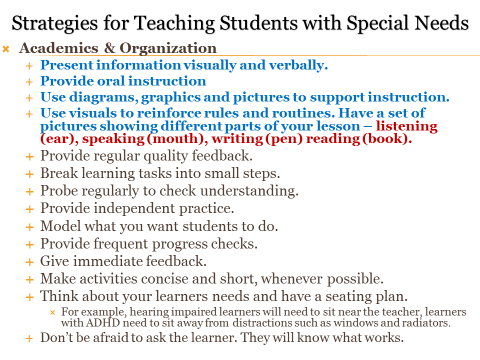 Strategies for Teaching Students with Special Needs
Academics & Organization
Present information visually and verbally.
Provide oral instruction
Use diagrams, graphics and pictures to support instruction.
Use visuals to reinforce rules and routines. Have a set of
pictures showing different parts of your lesson – listening
(ear), speaking (mouth), writing (pen) reading (book).
Provide regular quality feedback.
Break learning tasks into small steps.
Probe regularly to check understanding.
Provide independent practice.
Model what you want students to do.
Provide frequent progress checks.
Give immediate feedback.
Make activities concise and short, whenever possible.
Think about your learners needs and have a seating plan.
For example, hearing impaired learners will need to sit near the teacher, learners
with ADHD need to sit away from distractions such as windows and radiators.
Don't be afraid to ask the learner. They will know what works.